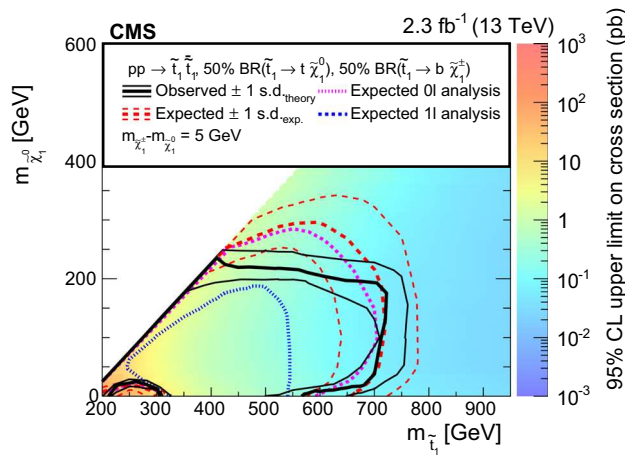 CMS 2.3 fb⁻¹ (13 TeV)
pp → t̃₁ t̃̄₁, 50% BR(t̃₁→ t χ̃₁⁰), 50% BR(t̃₁→ b χ̃₁±)
Observed ± 1 s.d.theory Expected 0l analysis
Expected ± 1 s.d.exp. Expected 1l analysis
m_χ̃₁± - m_χ̃₁⁰ = 5 GeV
m_χ̃₁⁰ [GeV]
600
400
200
0
200 300 400 500 600 700 800 900
m_t̃₁ [GeV]
10³
10²
10
1
10⁻¹
10⁻²
10⁻³
95% CL upper limit on cross section (pb)